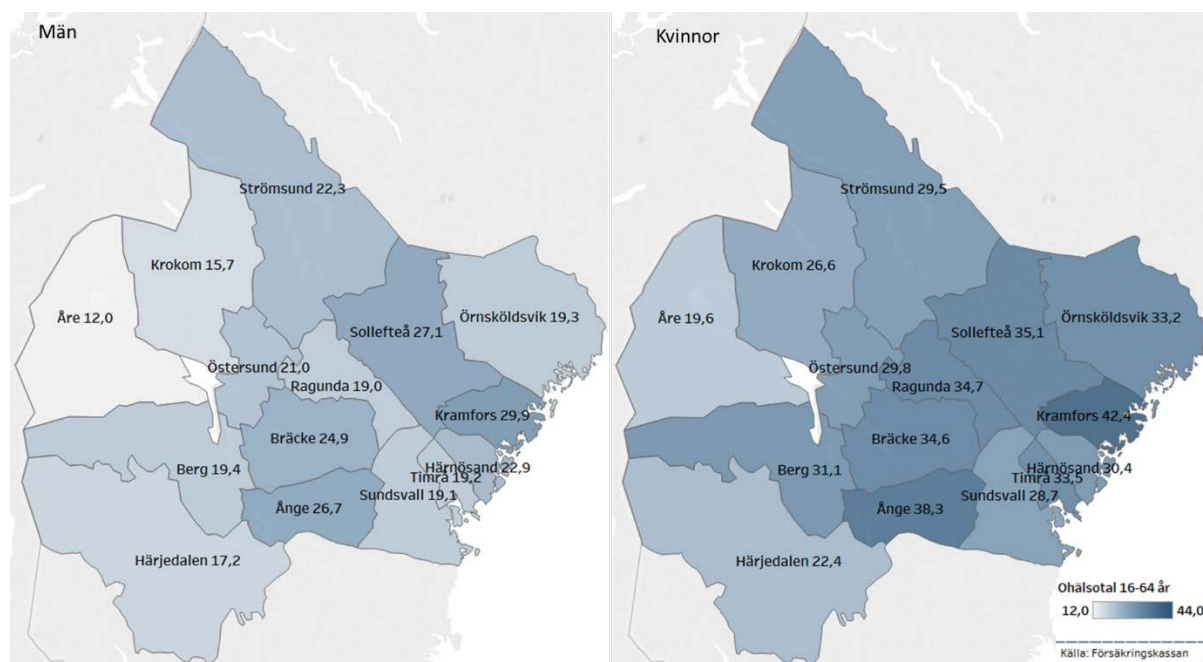 Män
Strömsund 22,3
Krokom 15,7
Åre 12,0
Örnsköldsvik 19,3
Sollefteå 27,1
Östersund 21,0
Ragunda 19,0
Kramfors 29,9
Bräcke 24,9
Berg 19,4
Härnösand 22,9
Timrå 19,2
Sundsvall 19,1
Ånge 26,7
Härjedalen 17,2
Kvinnor
Strömsund 29,5
Krokom 26,6
Åre 19,6
Örnsköldsvik 33,2
Sollefteå 35,1
Östersund 29,8
Ragunda 34,7
Kramfors 42,4
Bräcke 34,6
Berg 31,1
Härnösand 30,4
Timrå 33,5
Sundsvall 28,7
Ånge 38,3
Härjedalen 22,4
Ohälsotal 16-64 år
12,0 44,0
Källa: Försäkringskassan